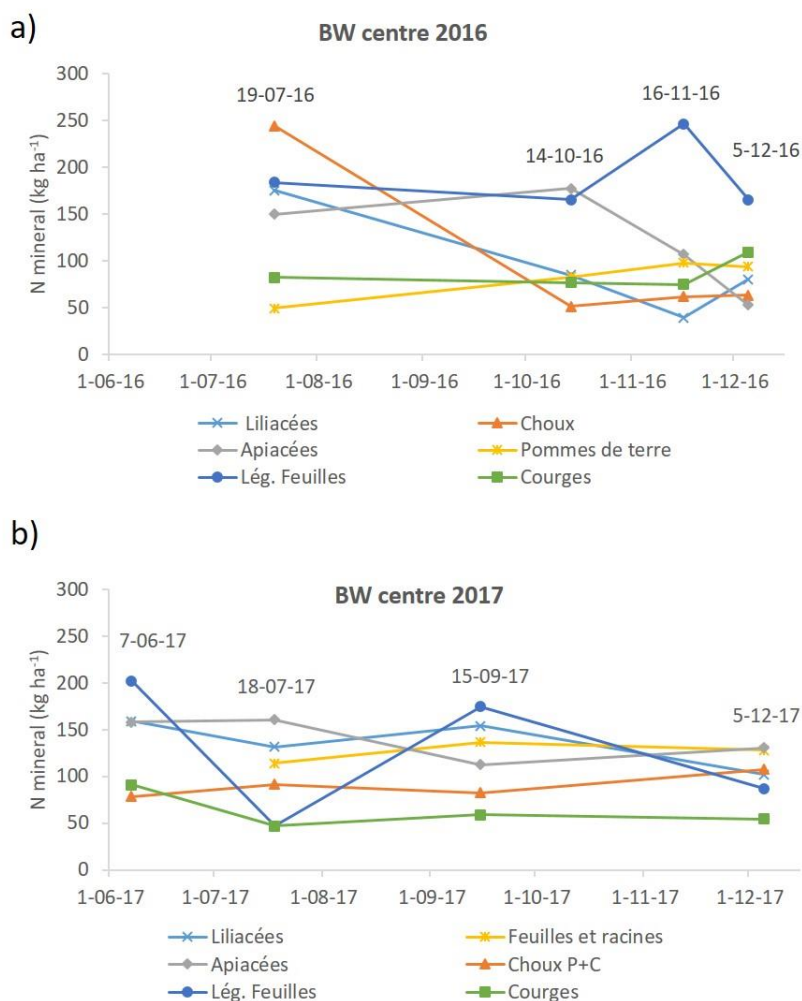 a)
BW centre 2016
300
250
200
150
100
50
0
N mineral (kg ha⁻¹)
19-07-16
14-10-16
16-11-16
5-12-16
1-06-16 1-07-16 1-08-16 1-09-16 1-10-16 1-11-16 1-12-16
Liliacées Choux
Apiacées Pommes de terre
Lég. Feuilles Courges
b)
BW centre 2017
300
250
200
150
100
50
0
N mineral (kg ha⁻¹)
7-06-17
18-07-17
15-09-17
5-12-17
1-06-17 1-07-17 1-08-17 1-09-17 1-10-17 1-11-17 1-12-17
Liliacées Feuilles et racines
Apiacées Choux P+C
Lég. Feuilles Courges